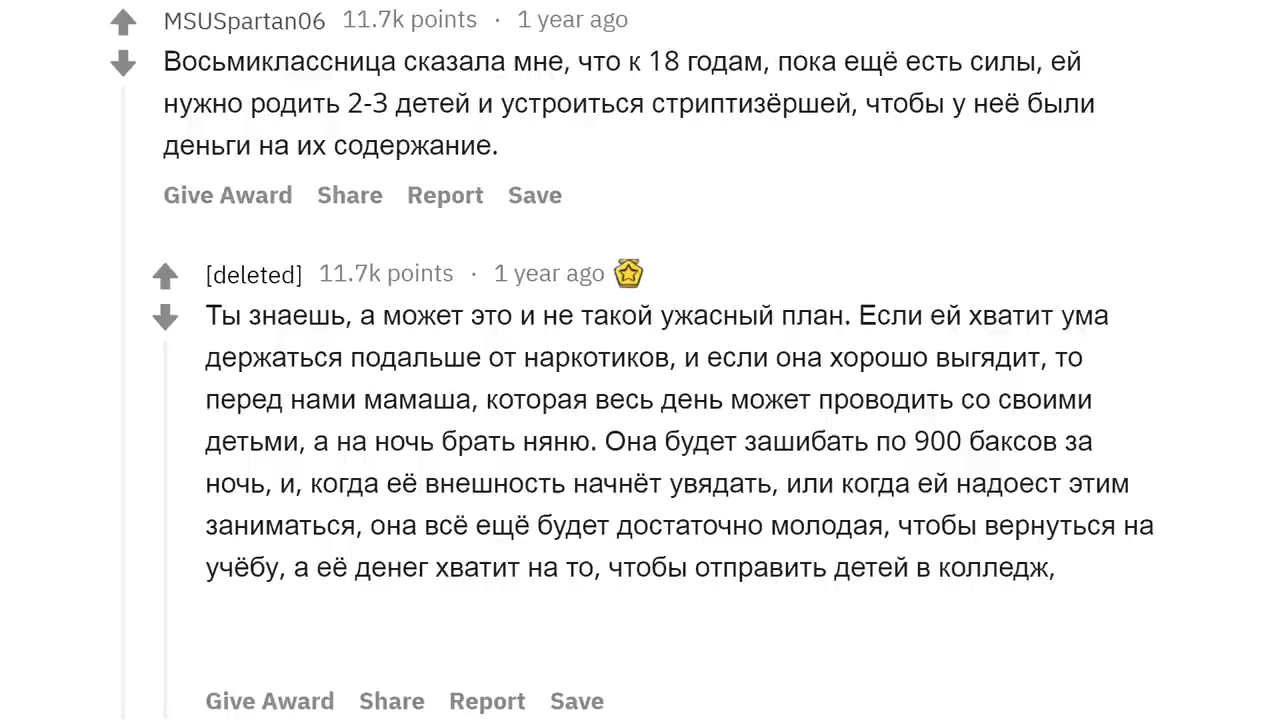 MSUSpartan06 11.7k points · 1 year ago
Восьмиклассница сказала мне, что к 18 годам, пока ещё есть силы, ей
нужно родить 2-3 детей и устроиться стриптизёршей, чтобы у неё были
деньги на их содержание.
Give Award Share Report Save
[deleted] 11.7k points · 1 year ago
Ты знаешь, а может это и не такой ужасный план. Если ей хватит ума
держаться подальше от наркотиков, и если она хорошо выгядит, то
перед нами мамаша, которая весь день может проводить со своими
детьми, а на ночь брать няню. Она будет зашибать по 900 баксов за
ночь, и, когда её внешность начнёт увядать, или когда ей надоест этим
заниматься, она всё ещё будет достаточно молодая, чтобы вернуться на
учёбу, а её денег хватит на то, чтобы отправить детей в колледж,
Give Award Share Report Save